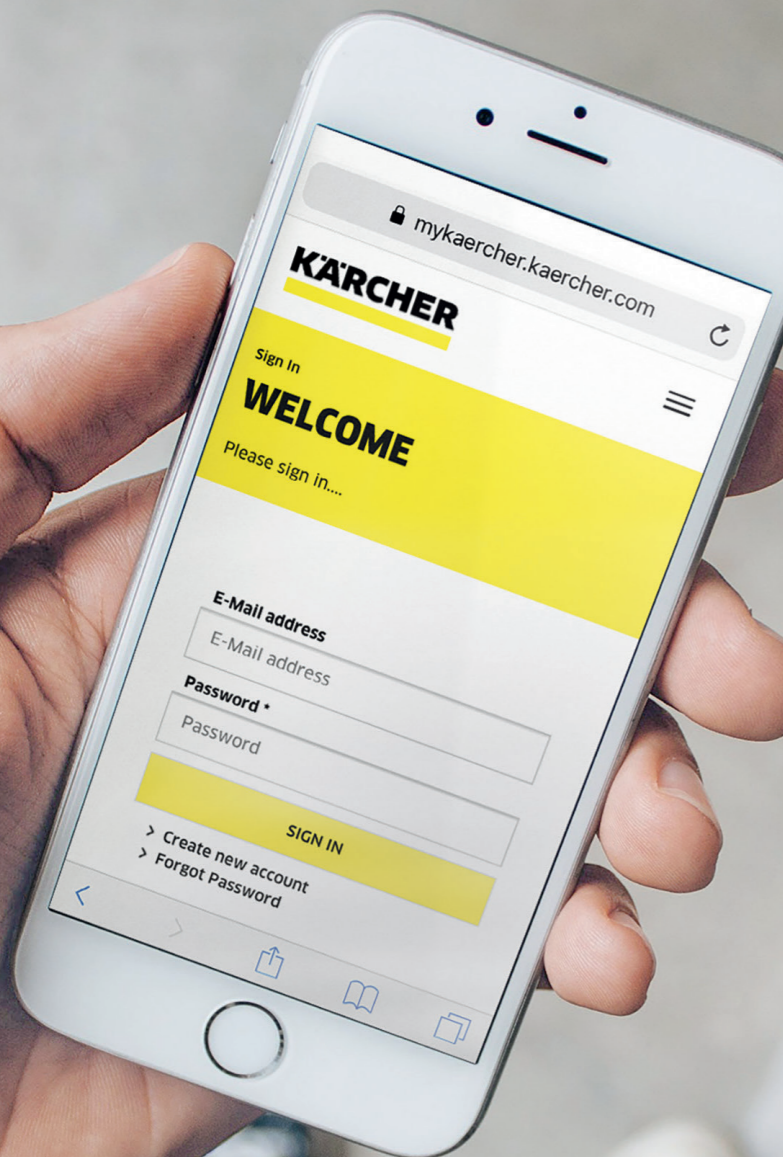 mykaercher.kaercher.com
KÄRCHER
Sign In
WELCOME
Please sign in....
E-Mail address
E-Mail address
Password *
Password
SIGN IN
> Create new account
> Forgot Password